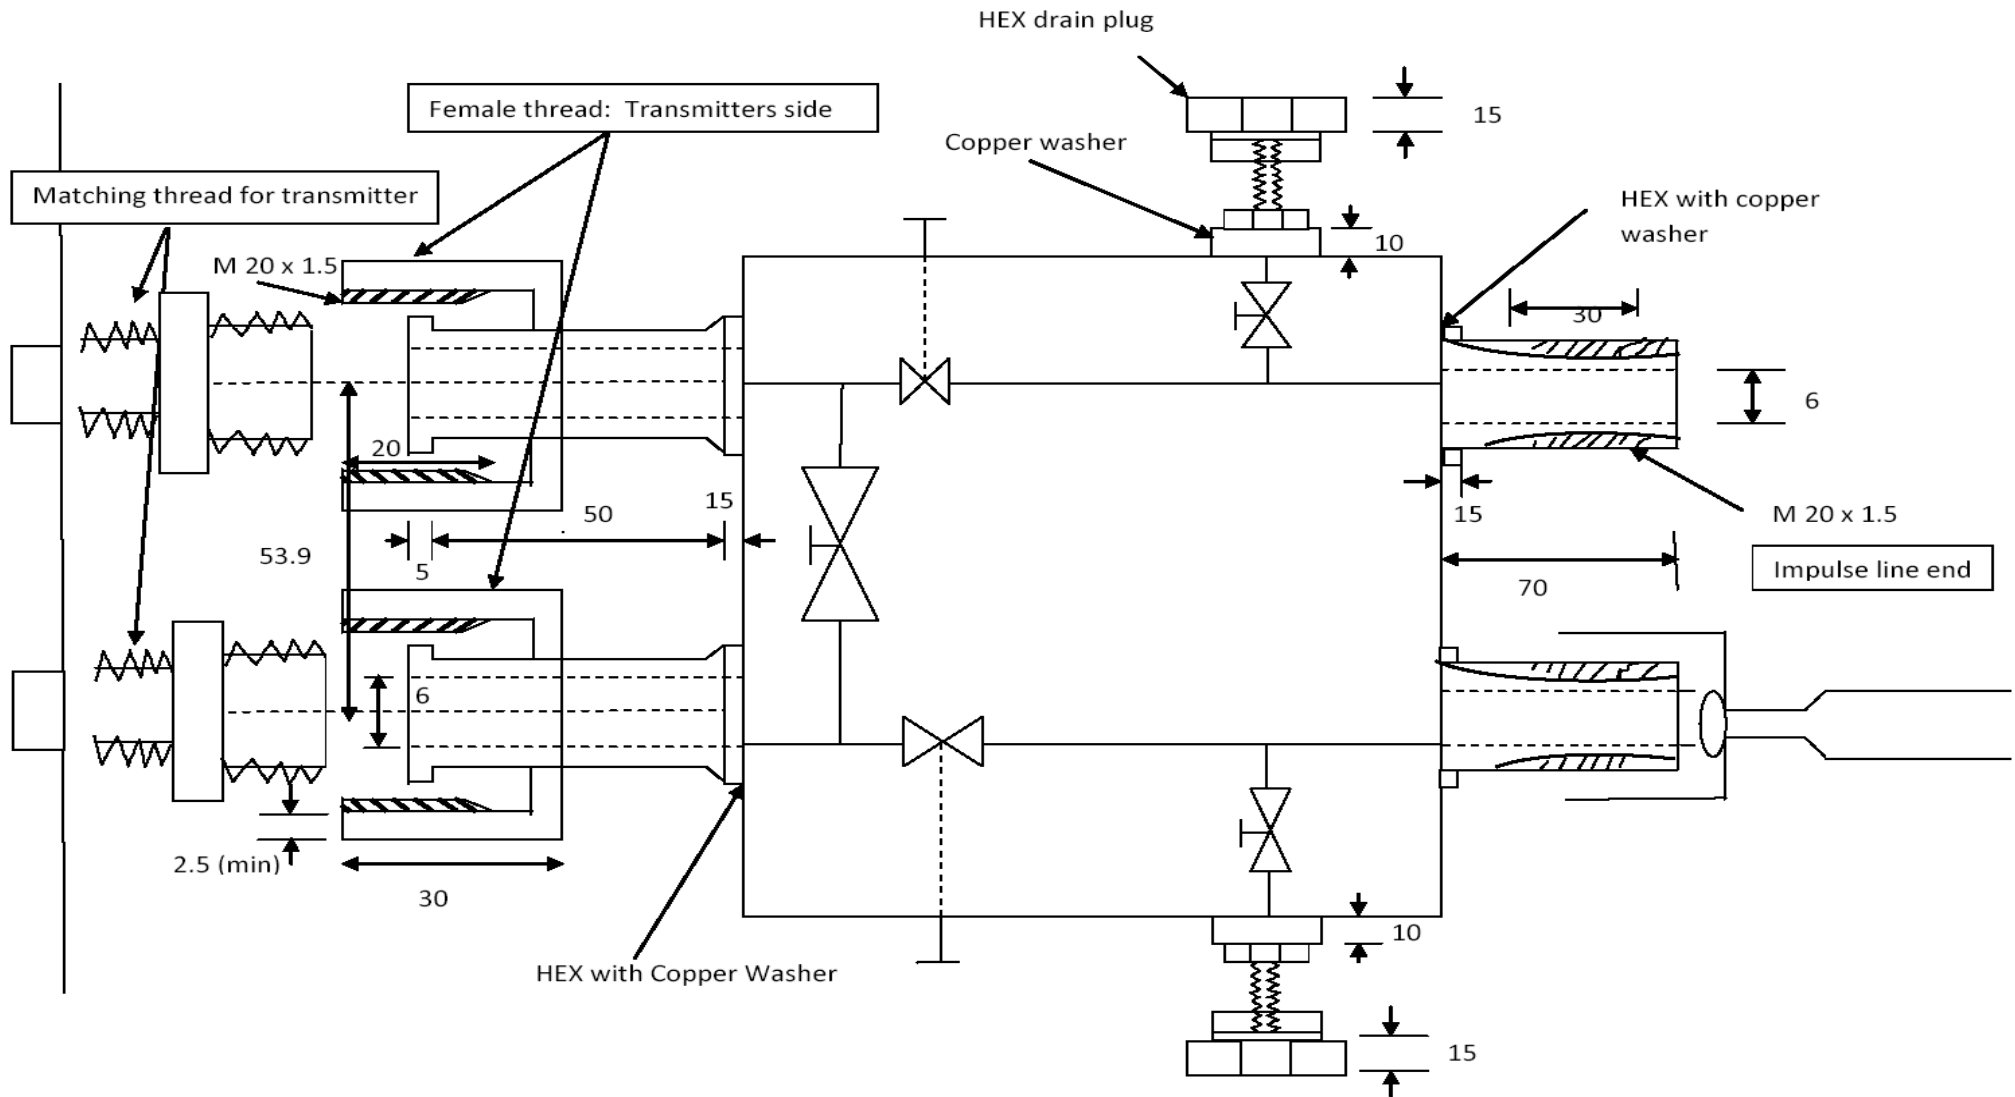 HEX drain plug
Female thread:  Transmitters side
15
Copper washer
Matching thread for transmitter
HEX with copper
washer
10
M 20 x 1.5
30
6
20
15
50
15
M 20 x 1.5
53.9
5
Impulse line end
70
6
2.5 (min)
30
10
HEX with Copper Washer
15